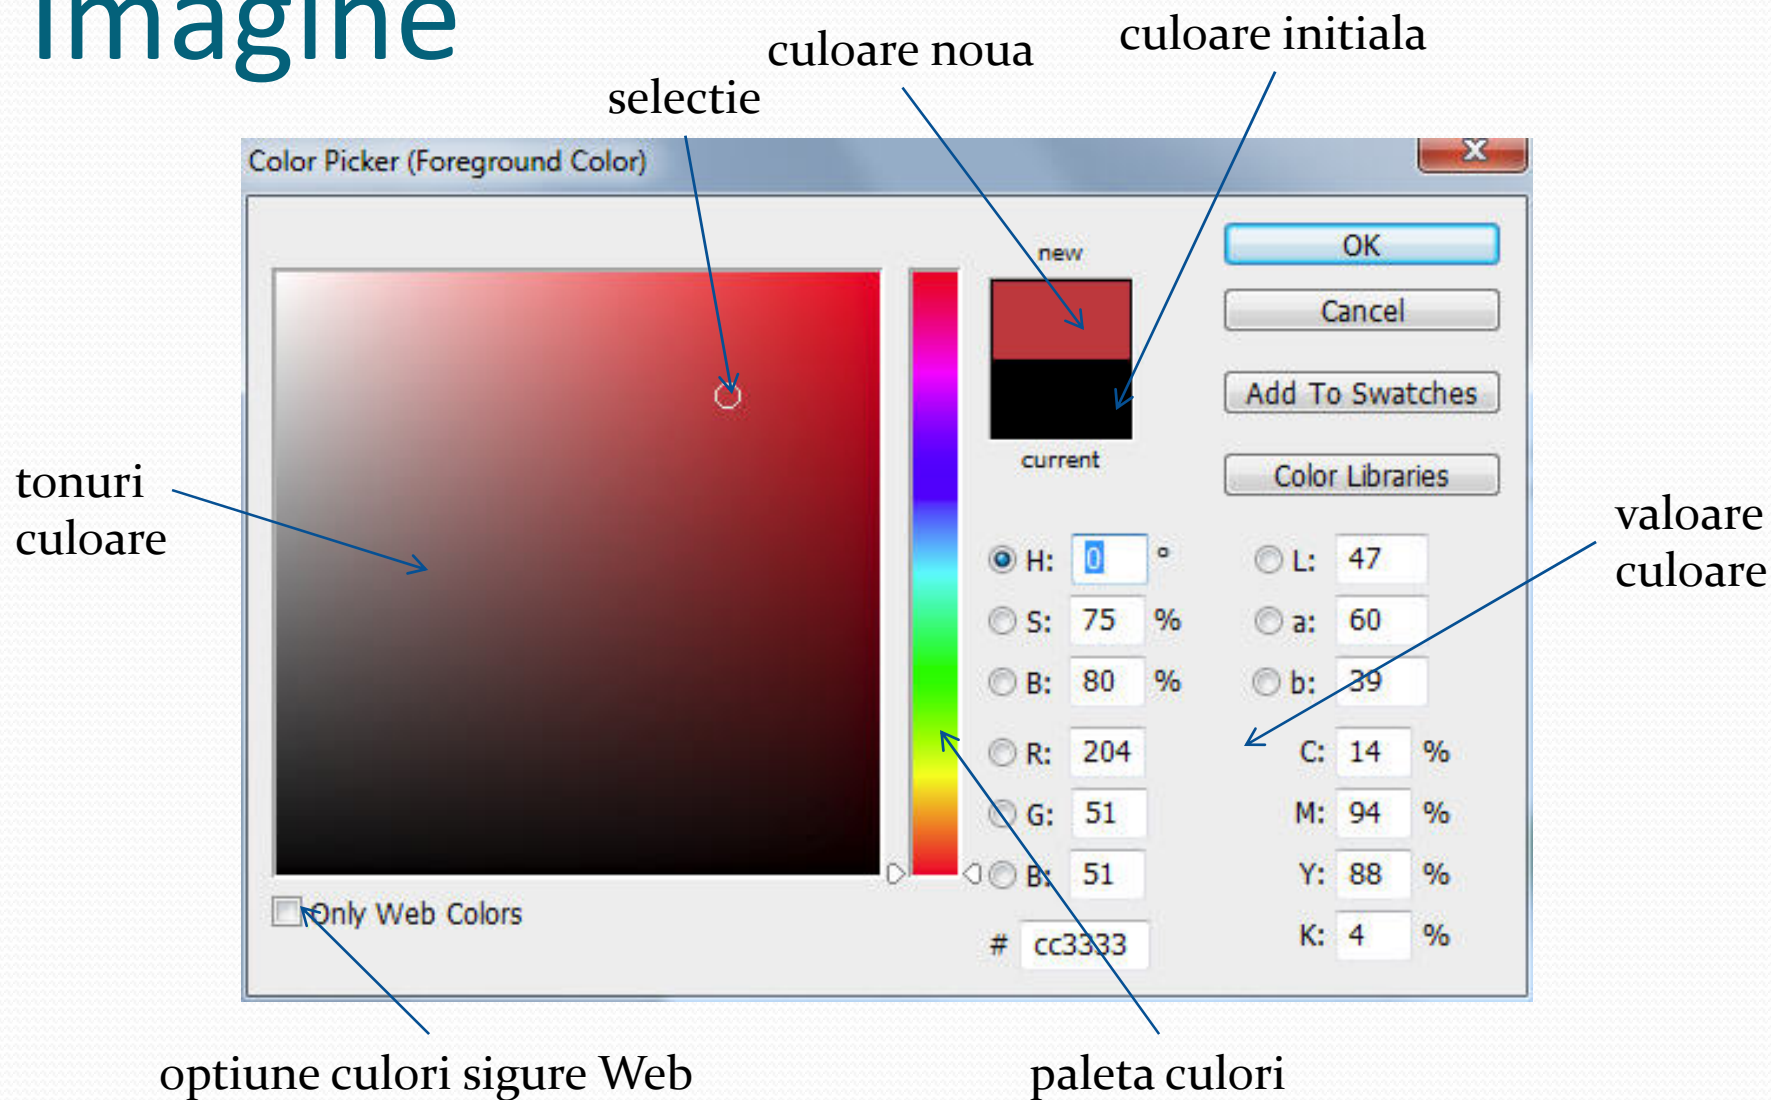 Imagine
culoare noua
culoare initiala
selectie
Color Picker (Foreground Color)
X
new
OK
Cancel
Add To Swatches
current
Color Libraries
tonuri
culoare
valoare
culoare
H: 0 °
L: 47
S: 75 %
a: 60
B: 80 %
b: 39
R: 204
C: 14 %
G: 51
M: 94 %
B: 51
Y: 88 %
Only Web Colors
# cc3333
K: 4 %
optiune culori sigure Web
paleta culori